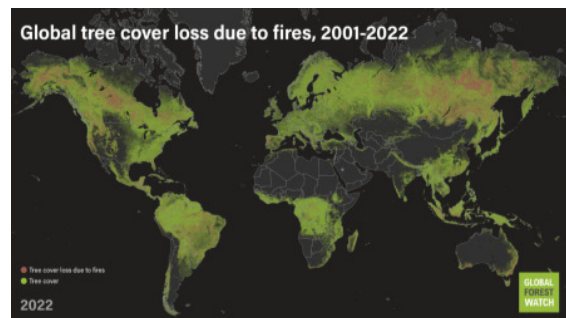 Global tree cover loss due to fires, 2001-2022
Tree cover loss due to fires
Tree cover
2022
GLOBAL
FOREST
WATCH